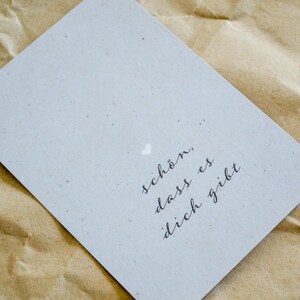 schön,
dass es
dich gibt